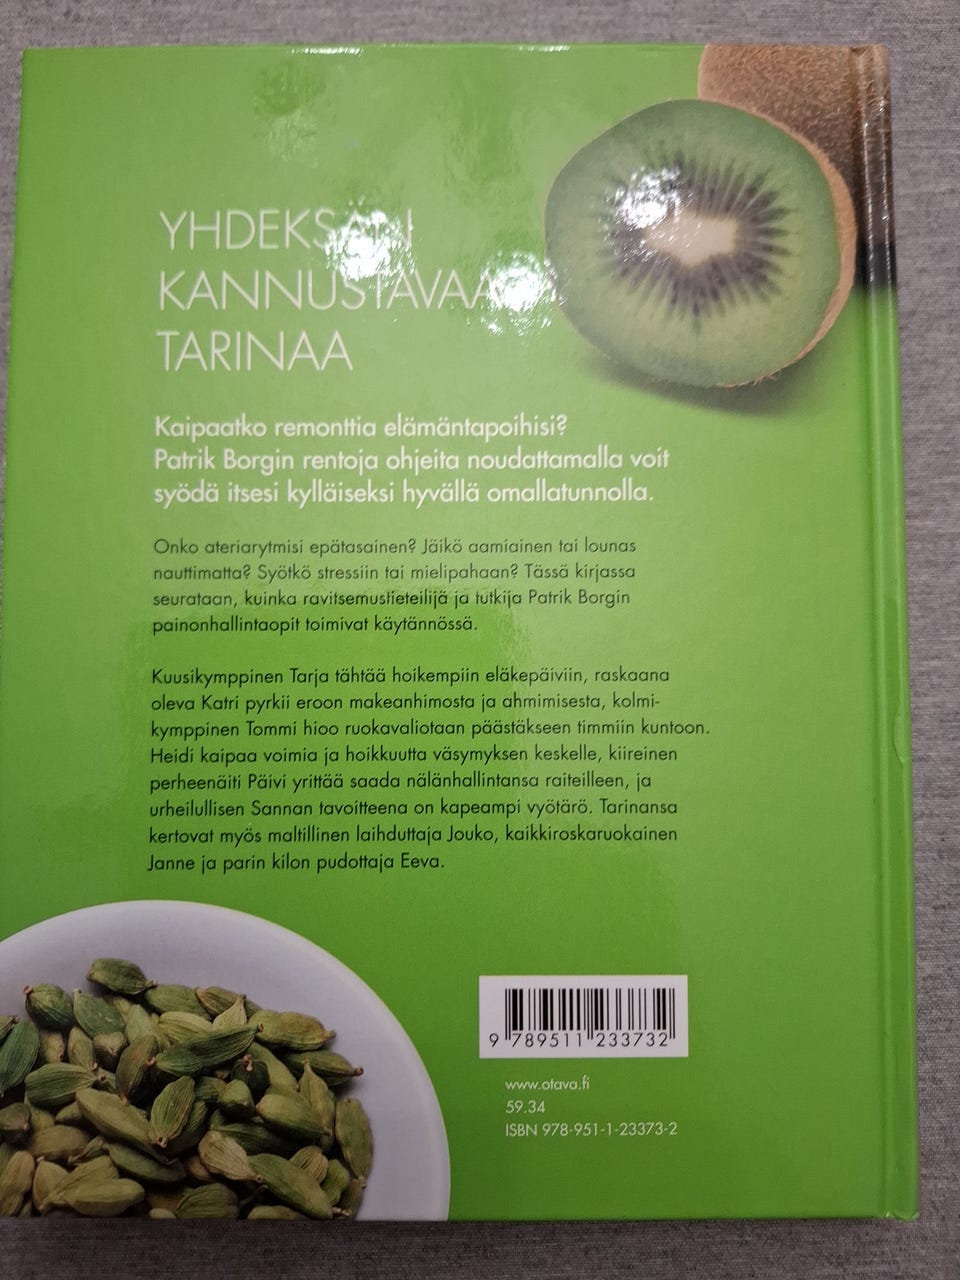 YHDEKSÄN
KANNUSTAVAA
TARINAA
Kaipaatko remonttia elämäntapoihisi?
Patrik Borgin rentoja ohjeita noudattamalla voit
syödä itsesi kylläiseksi hyvällä omallatunnolla.
Onko ateriarytmisi epätasainen? Jäikö aamiainen tai lounas
nauttimatta? Syötkö stressiin tai mielipahaan? Tässä kirjassa
seurataan, kuinka ravitsemustieteilijä ja tutkija Patrik Borgin
painonhallintaopit toimivat käytännössä.
Kuusikymppinen Tarja tähtää hoikempiin eläkepäiviin, raskaana
oleva Katri pyrkii eroon makeanhimosta ja ahmimisesta, kolmi-
kymppinen Tommi hioo ruokavaliotaan päästäkseen timmiin kuntoon.
Heidi kaipaa voimia ja hoikkuutta väsymyksen keskelle, kiireinen
perheenäiti Päivi yrittää saada nälänhallintansa raiteilleen, ja
urheilullisen Sannan tavoitteena on kapeampi vyötärö. Tarinansa
kertovat myös maltillinen laihduttaja Jouko, kaikkiroskaruokainen
Janne ja parin kilon pudottaja Eeva.
9 789511 233732
www.otava.fi
59.34
ISBN 978-951-1-23373-2